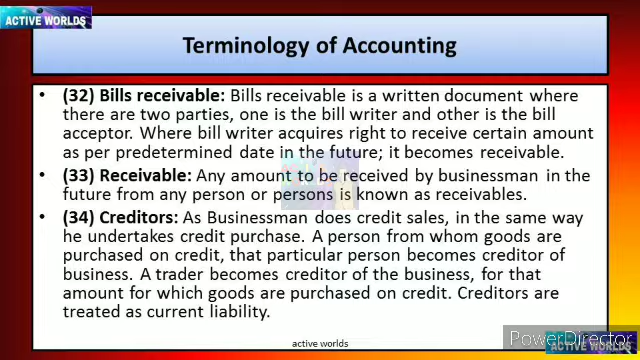 ACTIVE WORLDS
Terminology of Accounting
• (32) Bills receivable: Bills receivable is a written document where
there are two parties, one is the bill writer and other is the bill
acceptor. Where bill writer acquires right to receive certain amount
as per predetermined date in the future; it becomes receivable.
• (33) Receivable: Any amount to be received by businessman in the
future from any person or persons is known as receivables.
• (34) Creditors: As Businessman does credit sales, in the same way
he undertakes credit purchase. A person from whom goods are
purchased on credit, that particular person becomes creditor of
business. A trader becomes creditor of the business, for that
amount for which goods are purchased on credit. Creditors are
treated as current liability.
active worlds
PowerDirector
ACTIVE WORLDS